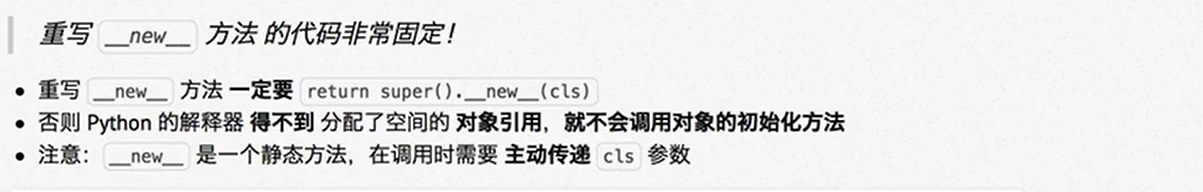 重写 __new__ 方法 的代码非常固定！
重写 __new__ 方法 一定要 return super().__new__(cls)
否则 Python 的解释器 得不到 分配了空间的 对象引用，就不会调用对象的初始化方法
注意： __new__ 是一个静态方法，在调用时需要 主动传递 cls 参数